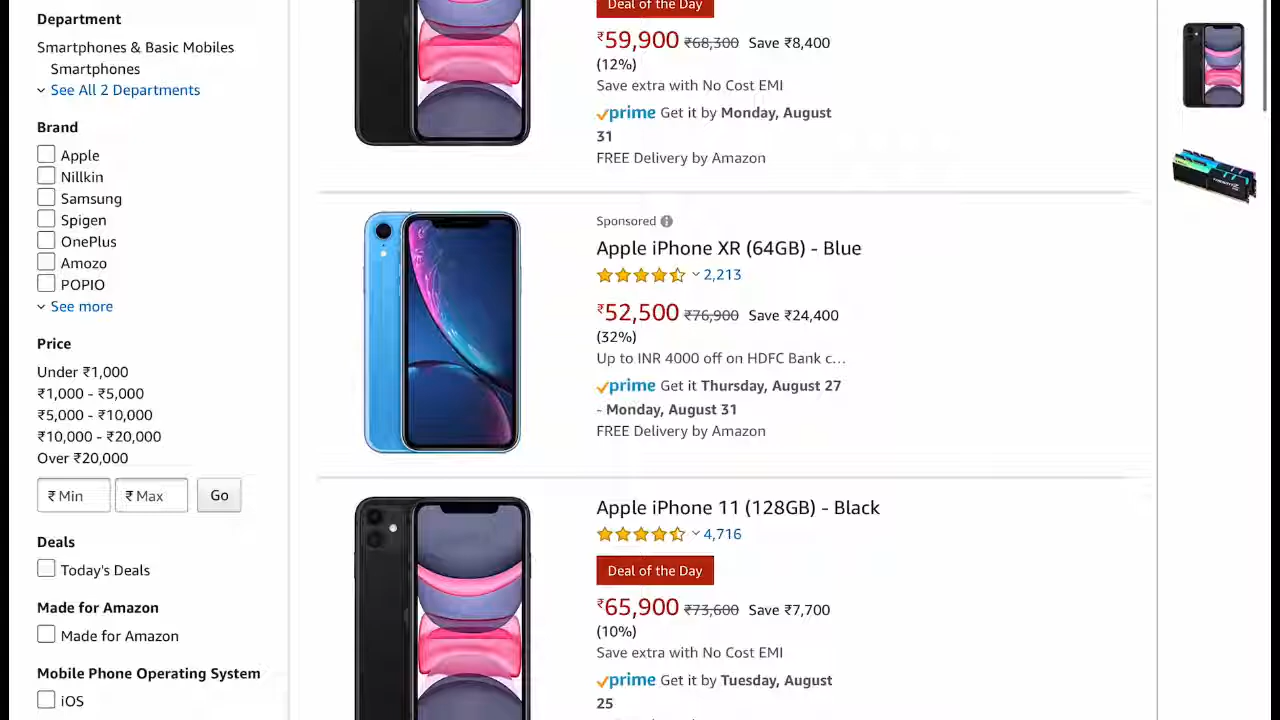 Department
Smartphones & Basic Mobiles
Smartphones
See All 2 Departments
Brand
Apple
Nillkin
Samsung
Spigen
OnePlus
Amozo
POPIO
See more
Price
Under ₹1,000
₹1,000 - ₹5,000
₹5,000 - ₹10,000
₹10,000 - ₹20,000
Over ₹20,000
₹ Min ₹ Max Go
Deals
Today's Deals
Made for Amazon
Made for Amazon
Mobile Phone Operating System
iOS
Deal of the Day
₹59,900 ₹68,300 Save ₹8,400
(12%)
Save extra with No Cost EMI
prime Get it by Monday, August
31
FREE Delivery by Amazon
Sponsored
Apple iPhone XR (64GB) - Blue
2,213
₹52,500 ₹76,900 Save ₹24,400
(32%)
Up to INR 4000 off on HDFC Bank c...
prime Get it Thursday, August 27
- Monday, August 31
FREE Delivery by Amazon
Apple iPhone 11 (128GB) - Black
4,716
Deal of the Day
₹65,900 ₹73,600 Save ₹7,700
(10%)
Save extra with No Cost EMI
prime Get it by Tuesday, August
25